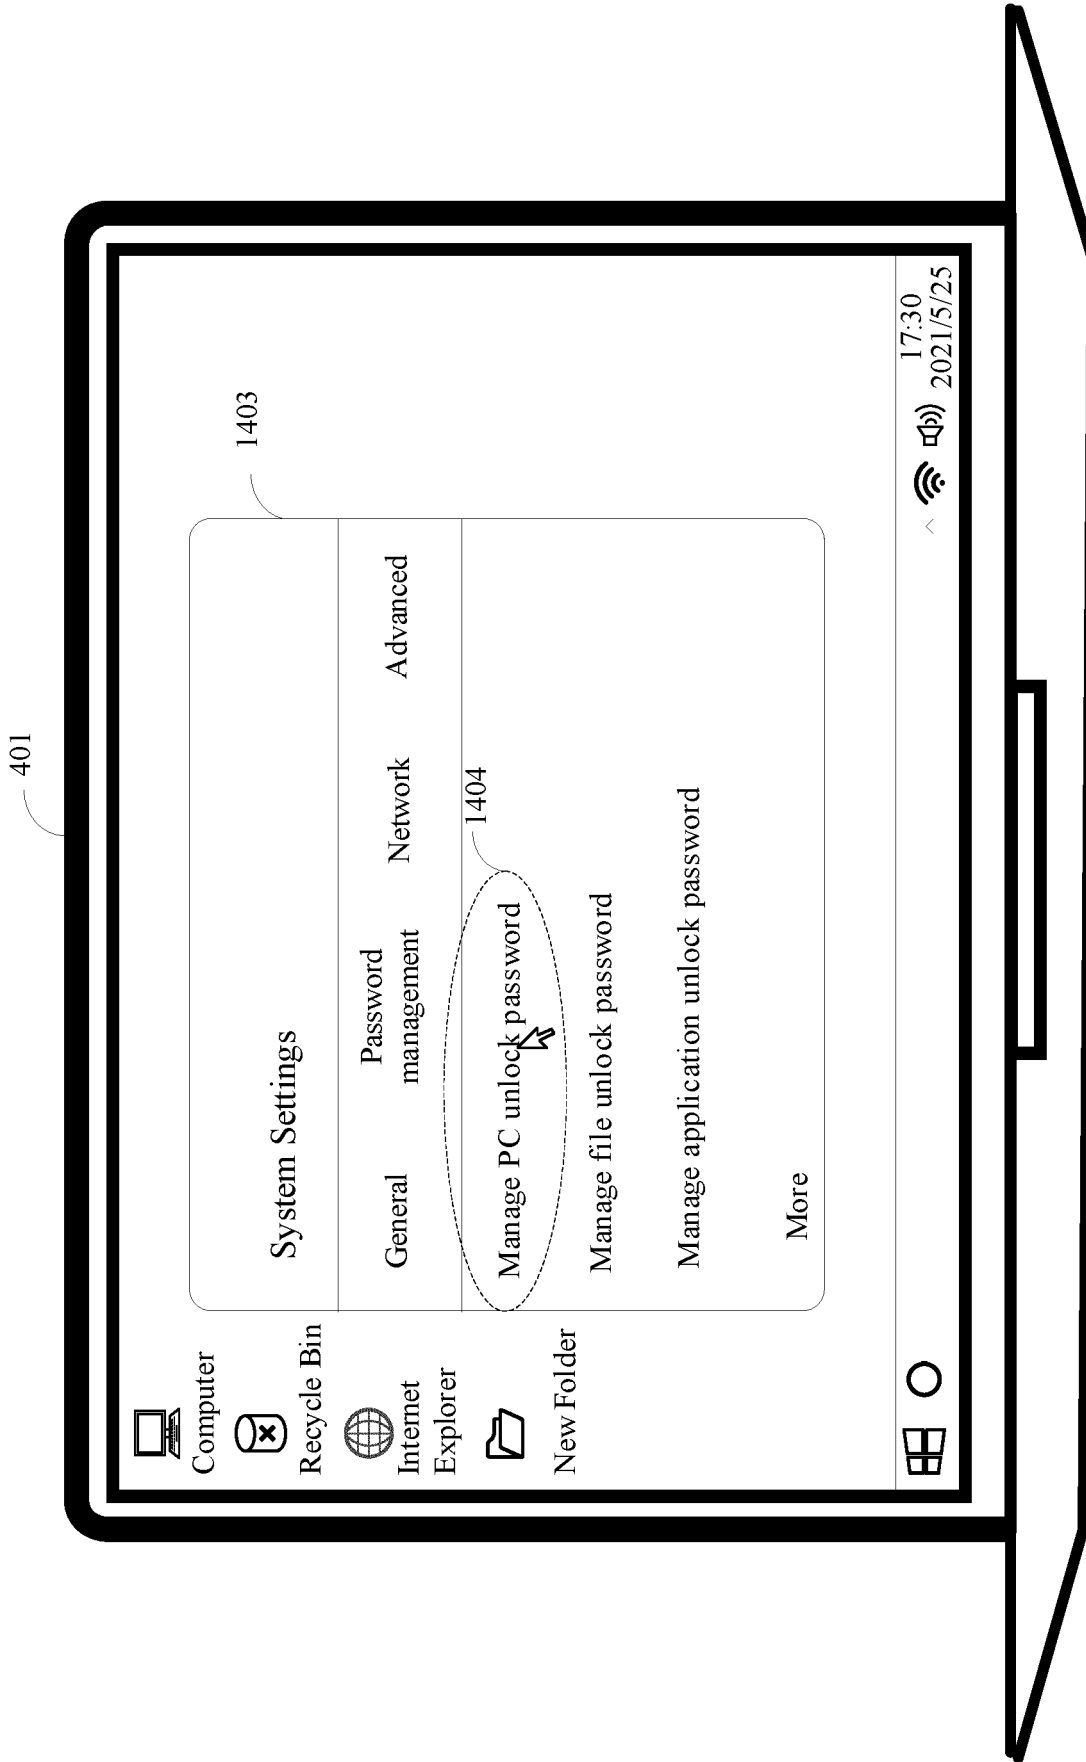 401
Computer
Recycle Bin
Internet
Explorer
New Folder
1403
System Settings
General
Password
management
Network
Advanced
1404
Manage PC unlock password
Manage file unlock password
Manage application unlock password
More
17:30
2021/5/25